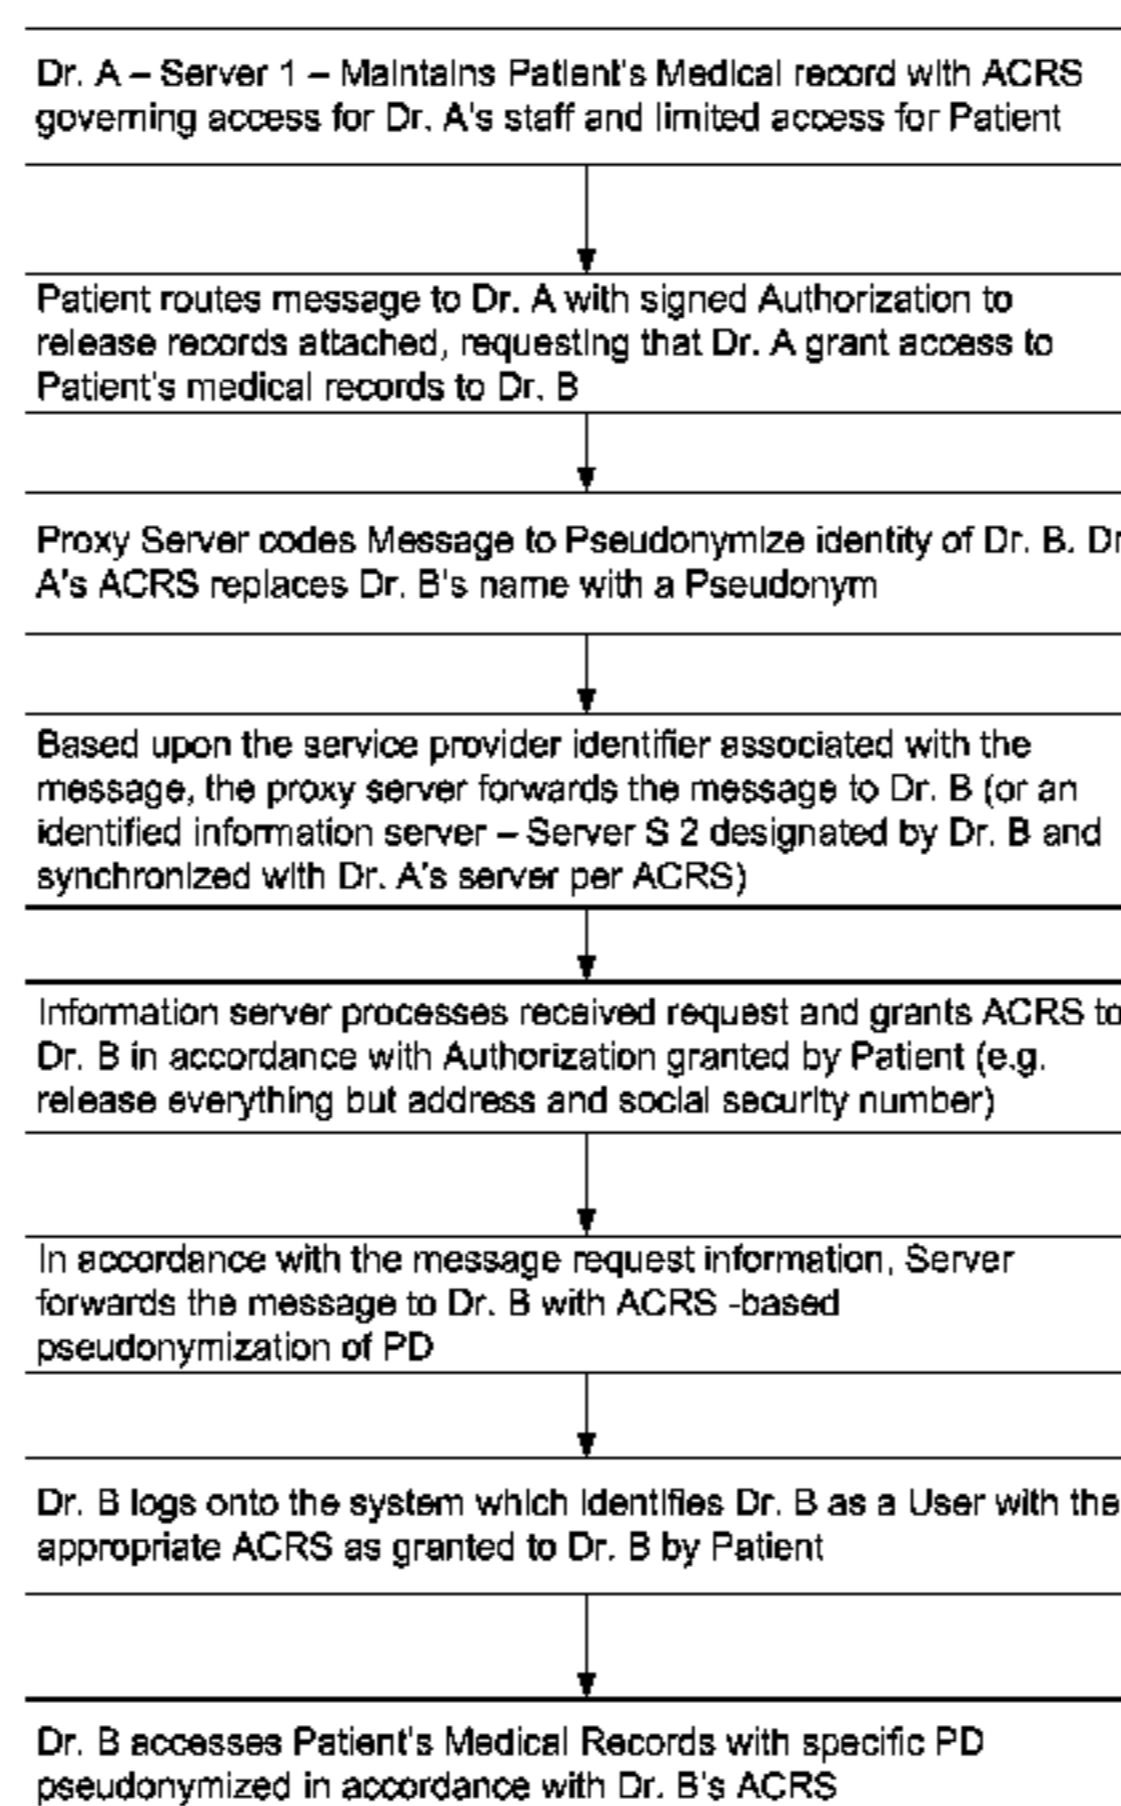 Dr. A – Server 1 – Maintains Patient's Medical record with ACRS
governing access for Dr. A's staff and limited access for Patient
Patient routes message to Dr. A with signed Authorization to
release records attached, requesting that Dr. A grant access to
Patient's medical records to Dr. B
Proxy Server codes Message to Pseudonymize identity of Dr. B. Dr
A's ACRS replaces Dr. B's name with a Pseudonym
Based upon the service provider identifier associated with the
message, the proxy server forwards the message to Dr. B (or an
identified information server – Server S 2 designated by Dr. B and
synchronized with Dr. A's server per ACRS)
Information server processes received request and grants ACRS to
Dr. B in accordance with Authorization granted by Patient (e.g.
release everything but address and social security number)
In accordance with the message request information, Server
forwards the message to Dr. B with ACRS -based
pseudonymization of PD
Dr. B logs onto the system which identifies Dr. B as a User with the
appropriate ACRS as granted to Dr. B by Patient
Dr. B accesses Patient's Medical Records with specific PD
pseudonymized in accordance with Dr. B's ACRS